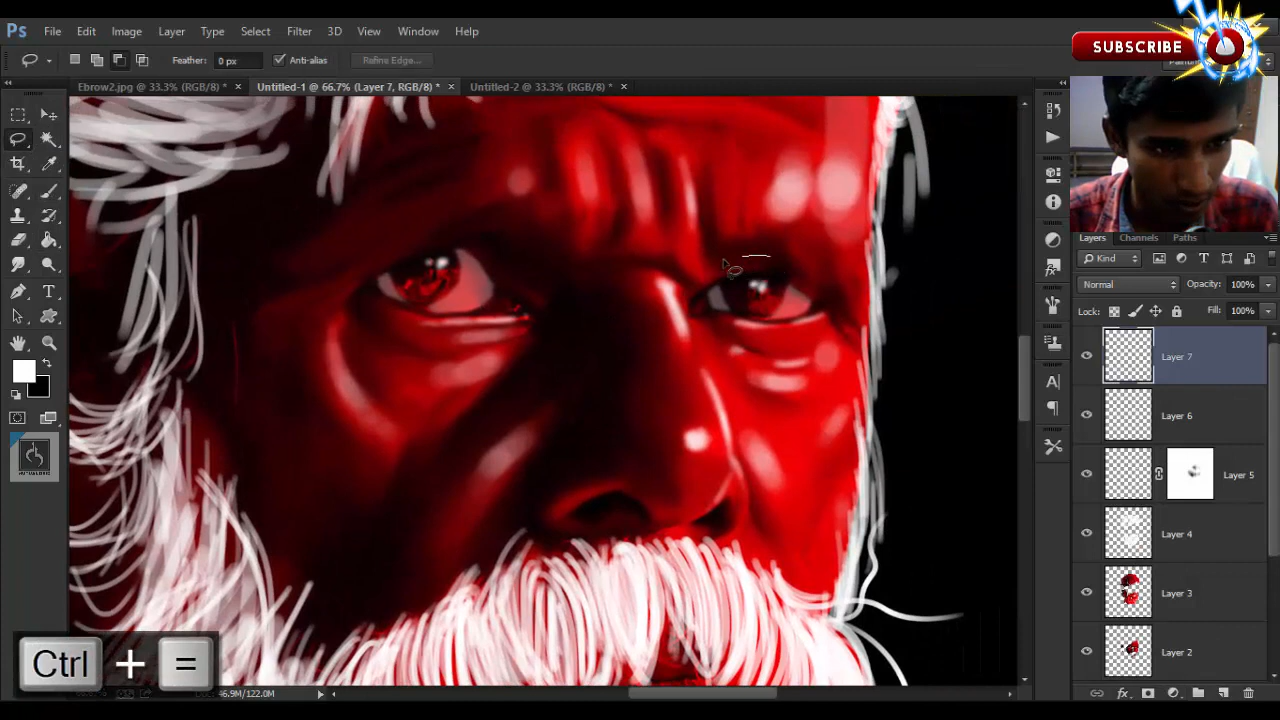 Ps File Edit Image Layer Type Select Filter 3D View Window Help
SUBSCRIBE
Feather: 0 px Anti-alias Refine Edge...
Ebrow2.jpg @ 33.3% (RGB/8) * × Untitled-1 @ 66.7% (Layer 7, RGB/8) * × Untitled-2 @ 33.3% (RGB/8) * ×
Layers Channels Paths
Kind
Normal Opacity: 100%
Lock: Fill: 100%
Layer 7
Layer 6
Layer 5
Layer 4
Layer 3
Layer 2
Ctrl + =